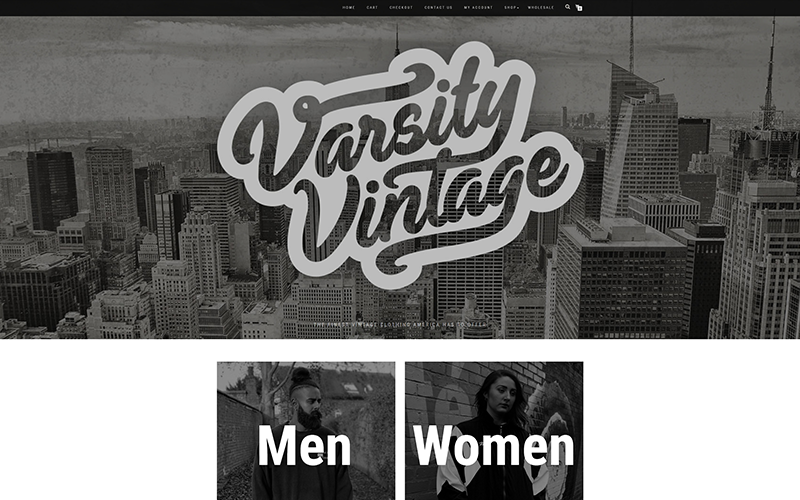 HOME CART CHECKOUT CONTACT US MY ACCOUNT SHOP WHOLESALE
Varsity
Vintage
THE FINEST VINTAGE CLOTHING AMERICA HAS TO OFFER
Men Women